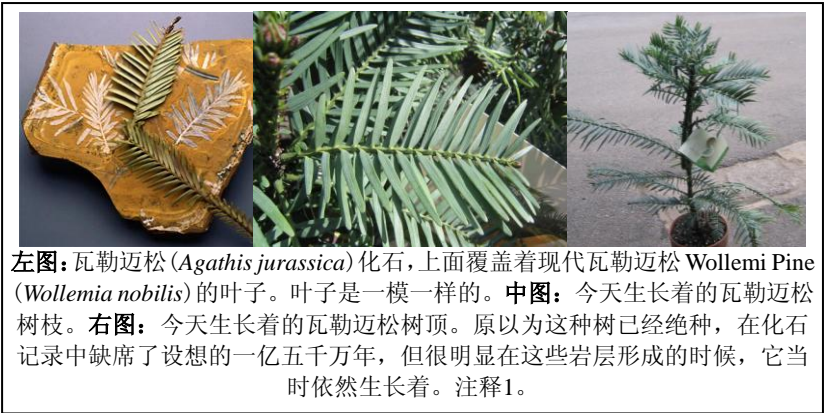 左图:瓦勒迈松(Agathis jurassica)化石,上面覆盖着现代瓦勒迈松 Wollemi Pine
(Wollemia nobilis)的叶子。叶子是一模一样的。中图:今天生长着的瓦勒迈松
树枝。右图:今天生长着的瓦勒迈松树顶。原以为这种树已经绝种,在化石
记录中缺席了设想的一亿五千万年,但很明显在这些岩层形成的时候,它当
时依然生长着。注释1。